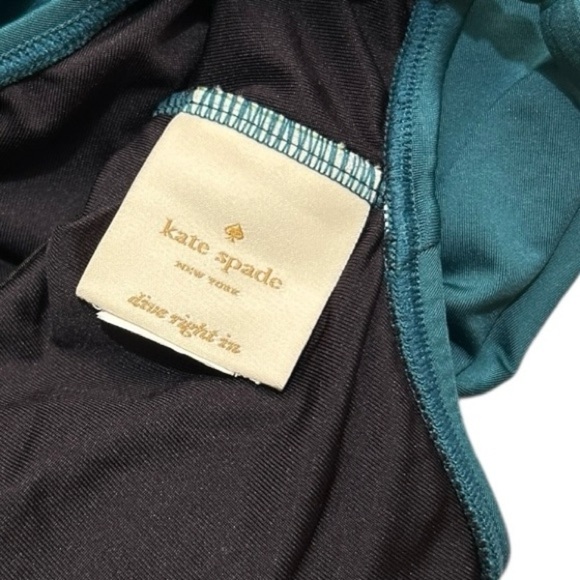 kate spade
NEW YORK
dive right in